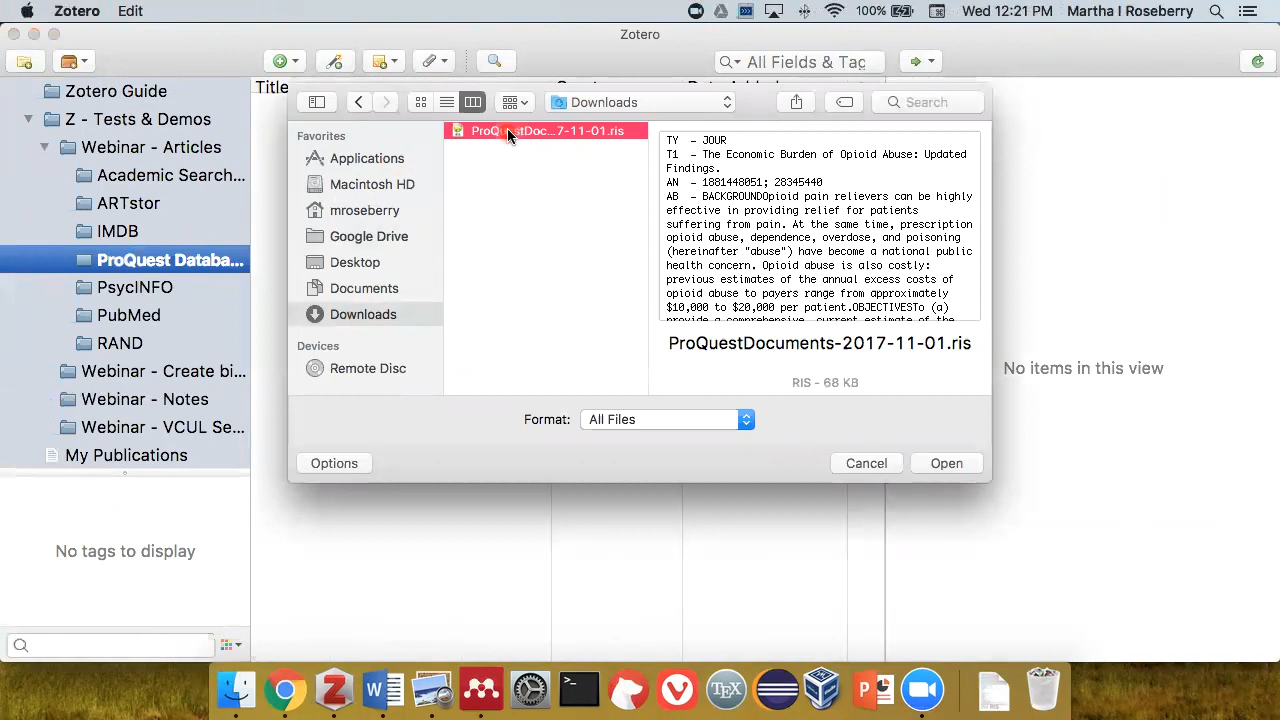 Zotero Edit 100% Wed 12:21 PM Martha I Roseberry
Zotero
All Fields & Tag
Title
Downloads
Search
Zotero Guide
Z - Tests & Demos
Webinar - Articles
Academic Search...
ARTstor
IMDB
ProQuest Databa...
PsycINFO
PubMed
RAND
Webinar - Create bi...
Webinar - Notes
Webinar - VCUL Se...
My Publications
No tags to display
Favorites
Applications
Macintosh HD
mroseberry
Google Drive
Desktop
Documents
Downloads
Devices
Remote Disc
ProQuestDoc...7-11-01.ris
TY - JOUR
T1 - The Economic Burden of Opioid Abuse: Updated
Findings.
AN - 1881448051; 28345440
AB - BACKGROUNDOpioid pain relievers can be highly
effective in providing relief for patients
suffering from pain. At the same time, prescription
opioid abuse, dependence, overdose, and poisoning
(hereinafter "abuse") have become a national public
health concern. Opioid abuse is also costly:
previous estimates of the annual excess costs of
opioid abuse to payers range from approximately
$10,000 to $20,000 per patient.OBJECTIVESTo (a)
provide a comprehensive, current estimate of the
ProQuestDocuments-2017-11-01.ris
RIS - 68 KB
Format: All Files
Options
Cancel
Open
No items in this view
W
TEX
P